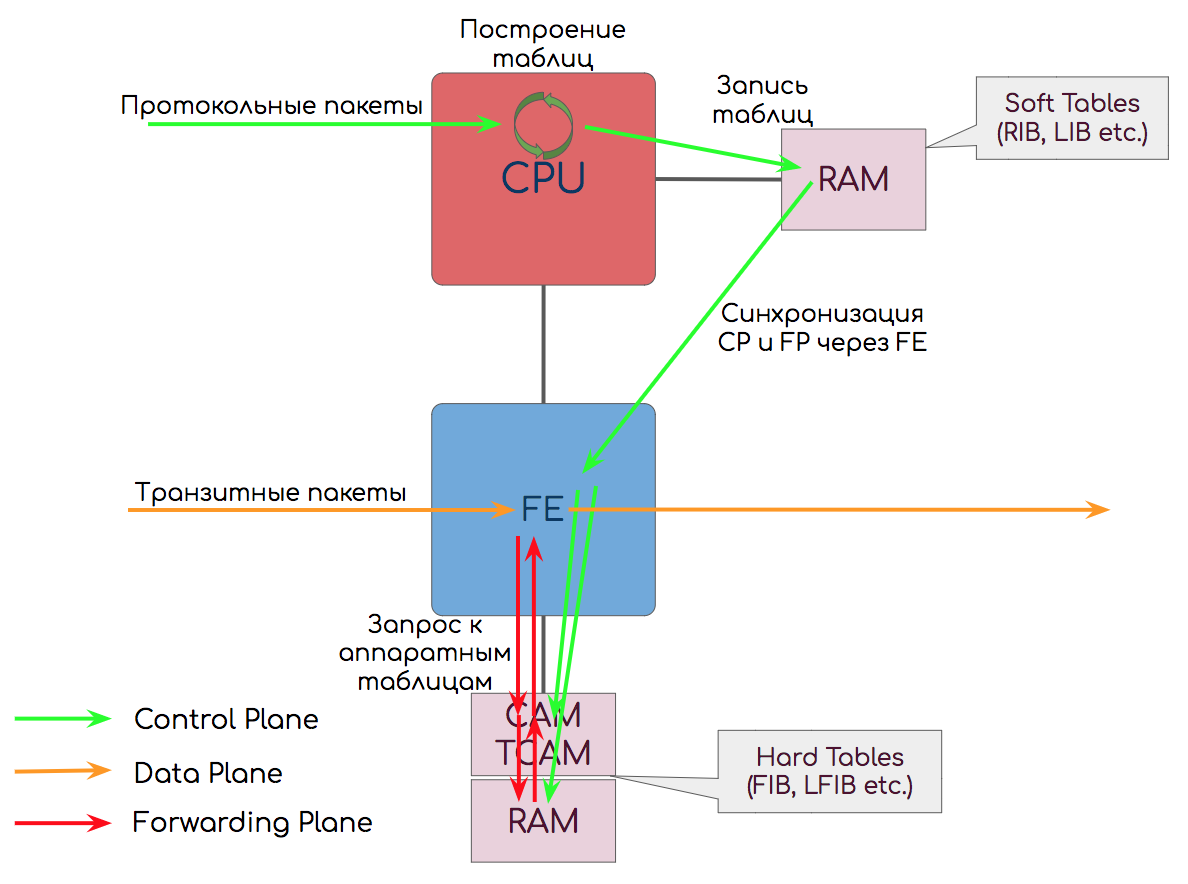 Построение
таблиц
Протокольные пакеты
CPU
Запись
таблиц
RAM
Soft Tables
(RIB, LIB etc.)
Синхронизация
CP и FP через FE
Транзитные пакеты
FE
Запрос к
аппаратным
таблицам
CAM
TCAM
RAM
Hard Tables
(FIB, LFIB etc.)
Control Plane
Data Plane
Forwarding Plane